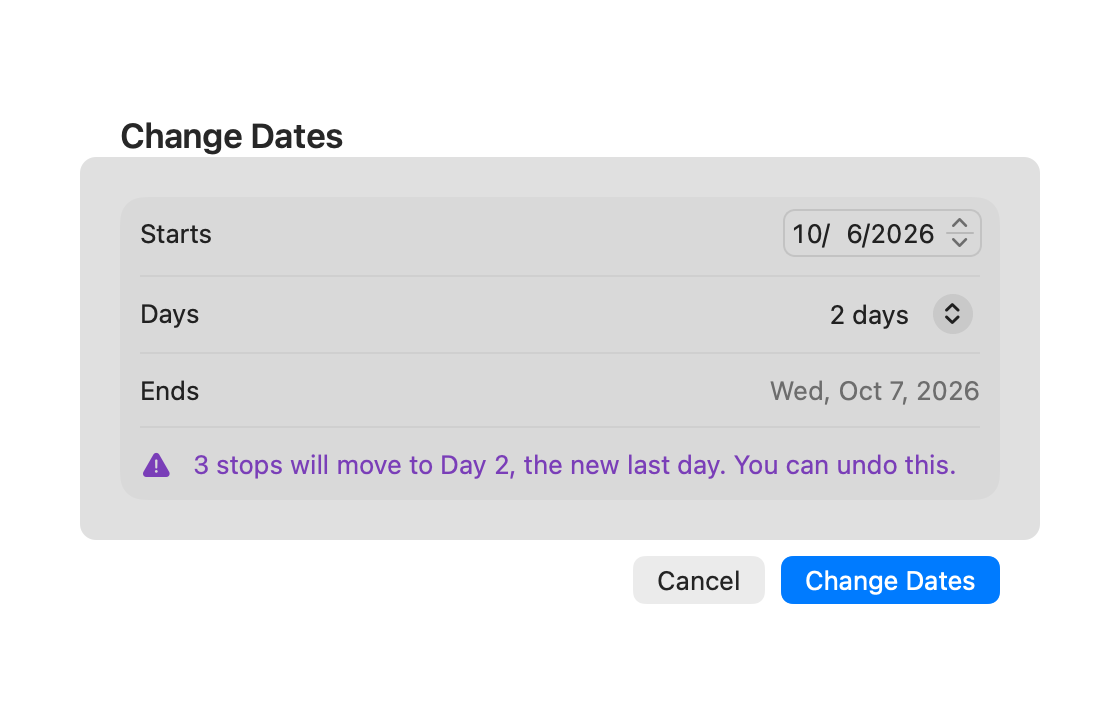 Change Dates
Starts 10/ 6/2026
Days 2 days
Ends Wed, Oct 7, 2026
3 stops will move to Day 2, the new last day. You can undo this.
Cancel Change Dates